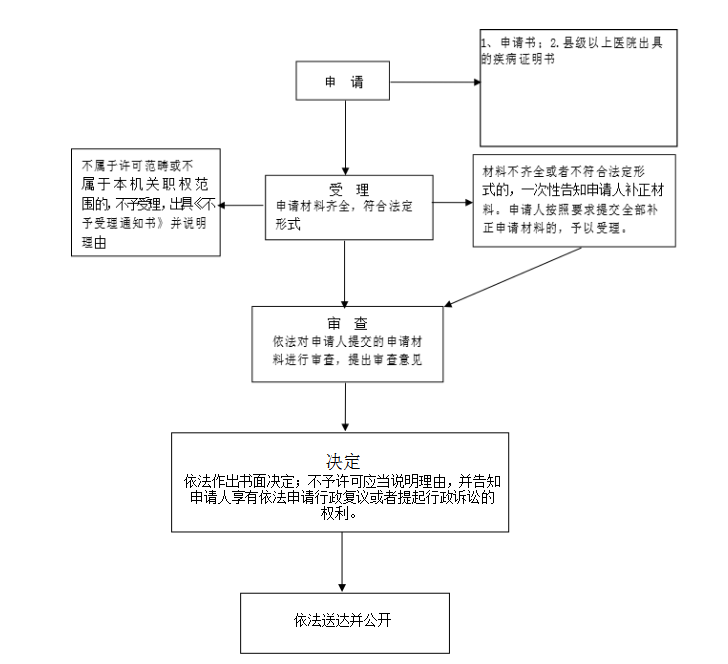 申 请
1、申请书；2.县级以上医院出具
的疾病证明书
不属于许可范畴或不
属于本机关职权范
围的，不予受理，出具《不
予受理通知书》并说明
理由
受 理
申请材料齐全，符合法定
形式
材料不齐全或者不符合法定形
式的，一次性告知申请人补正材
料。申请人按照要求提交全部补
正申请材料的，予以受理。
审 查
依法对申请人提交的申请材
料进行审查，提出审查意见
决定
依法作出书面决定；不予许可应当说明理由，并告知
申请人享有依法申请行政复议或者提起行政诉讼的
权利。
依法送达并公开